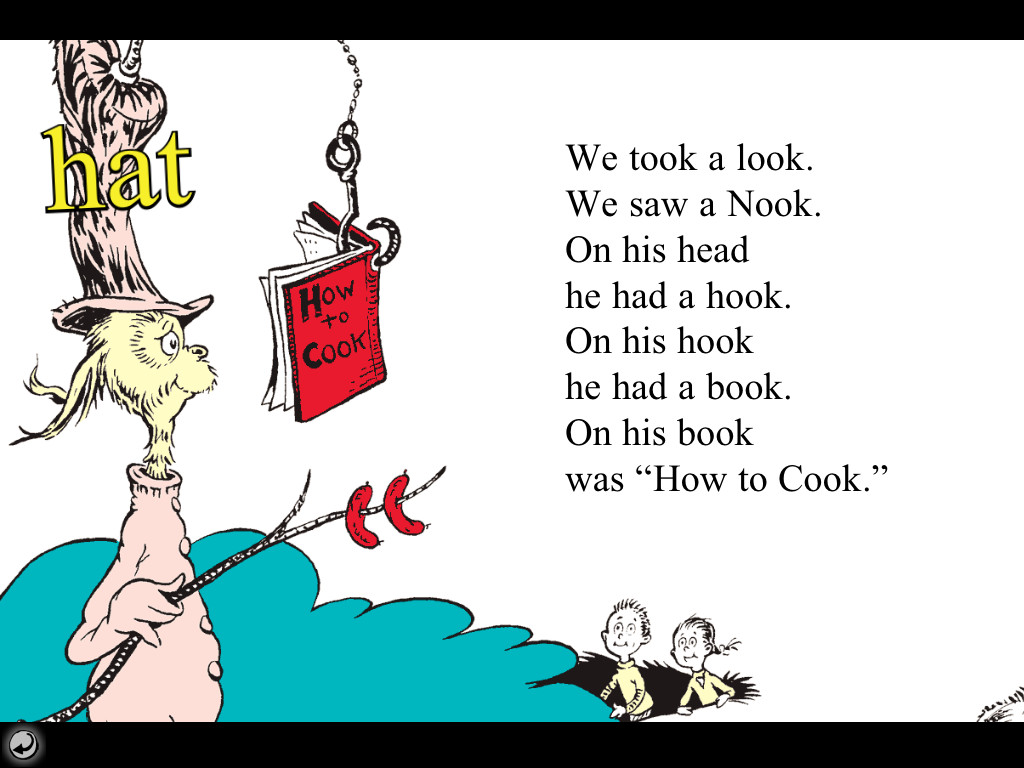 hat
How
to
Cook
We took a look.
We saw a Nook.
On his head
he had a hook.
On his hook
he had a book.
On his book
was “How to Cook.”